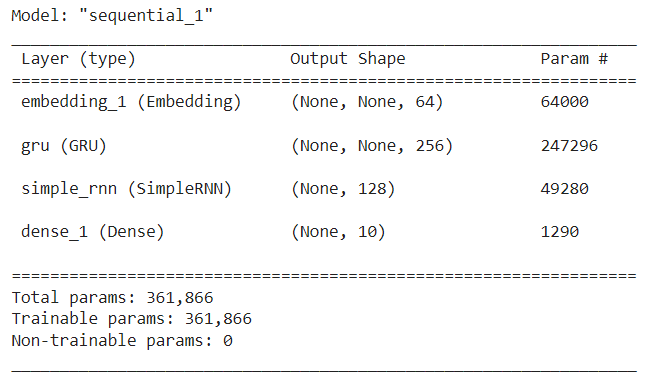 Model: "sequential_1"
_________________________________________________________________
Layer (type) Output Shape Param #
=================================================================
embedding_1 (Embedding) (None, None, 64) 64000
gru (GRU) (None, None, 256) 247296
simple_rnn (SimpleRNN) (None, 128) 49280
dense_1 (Dense) (None, 10) 1290
=================================================================
Total params: 361,866
Trainable params: 361,866
Non-trainable params: 0
_________________________________________________________________